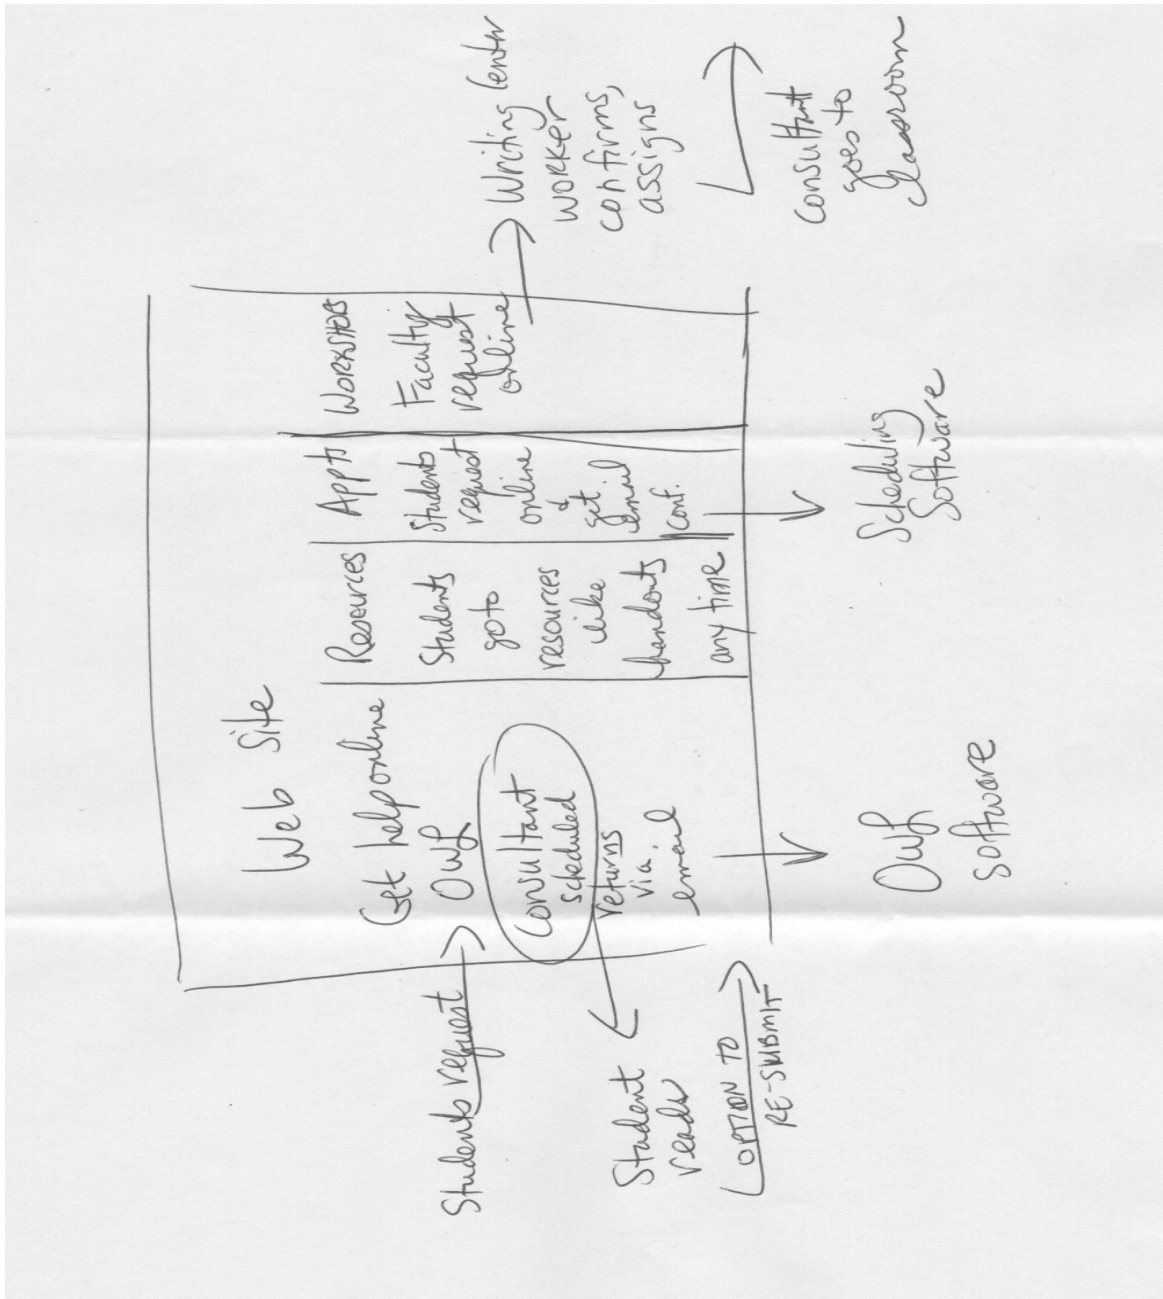 Web Site
Students request
Get help online
OWL
Consultant
scheduled
returns
via
email
Student
reads
OPTION TO
RE-SUBMIT
OWL
Software
Resources
Students
go to
resources
like
handouts
any time
Appts
Students
request
online
&
get
email
conf.
Scheduling
Software
Workshops
Faculty
request
online
Writing Center
worker
confirms,
assigns
Consultant
goes to
classroom